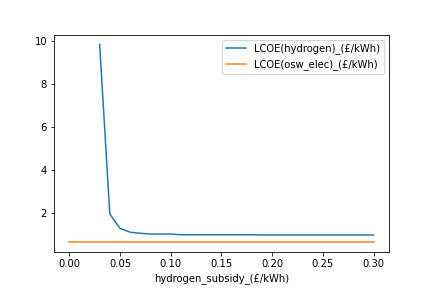 10
8
6
4
2
LCOE(hydrogen)_(£/kWh)
LCOE(osw_elec)_(£/kWh)
0.00 0.05 0.10 0.15 0.20 0.25 0.30
hydrogen_subsidy_(£/kWh)